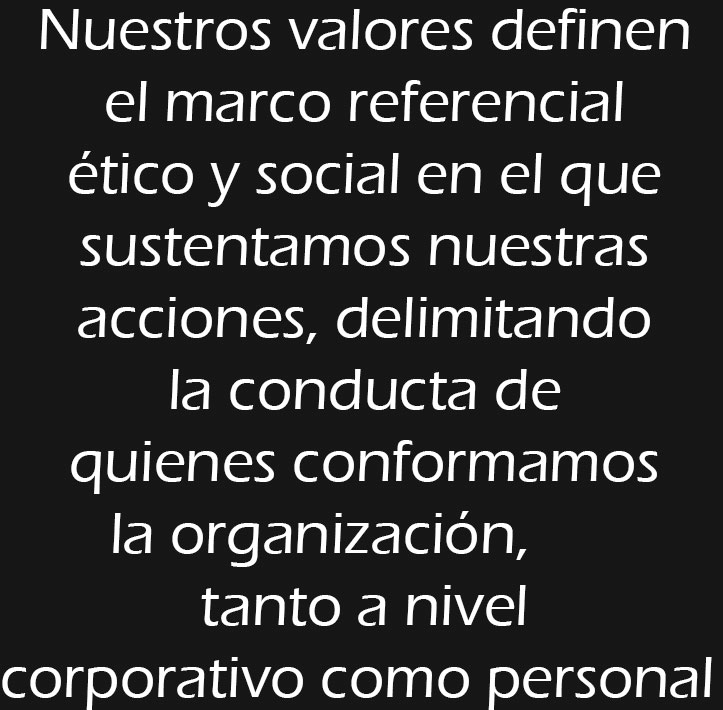 Nuestros valores definen
el marco referencial
ético y social en el que
sustentamos nuestras
acciones, delimitando
la conducta de
quienes conformamos
la organización,
tanto a nivel
corporativo como personal